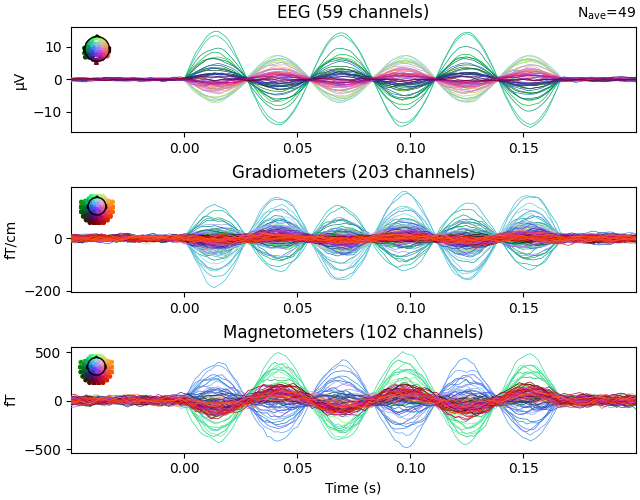 EEG (59 channels)
Nave=49
10
0
−10
µV
0.00 0.05 0.10 0.15
Gradiometers (203 channels)
0
−200
fT/cm
0.00 0.05 0.10 0.15
Magnetometers (102 channels)
500
0
−500
fT
0.00 0.05 0.10 0.15
Time (s)